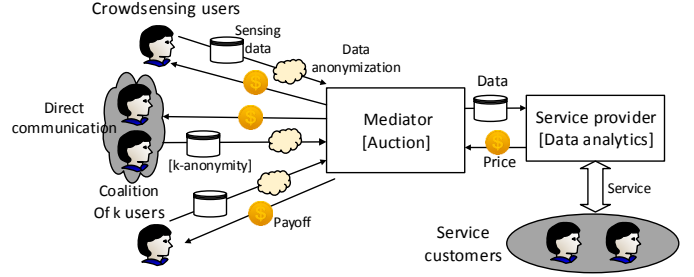 Crowdsensing users
Sensing
data
Data
anonymization
Direct
communication
[k-anonymity]
Coalition
Of k users
$
$
$
Payoff
Mediator
[Auction]
Data
$
Price
Service provider
[Data analytics]
Service
Service
customers